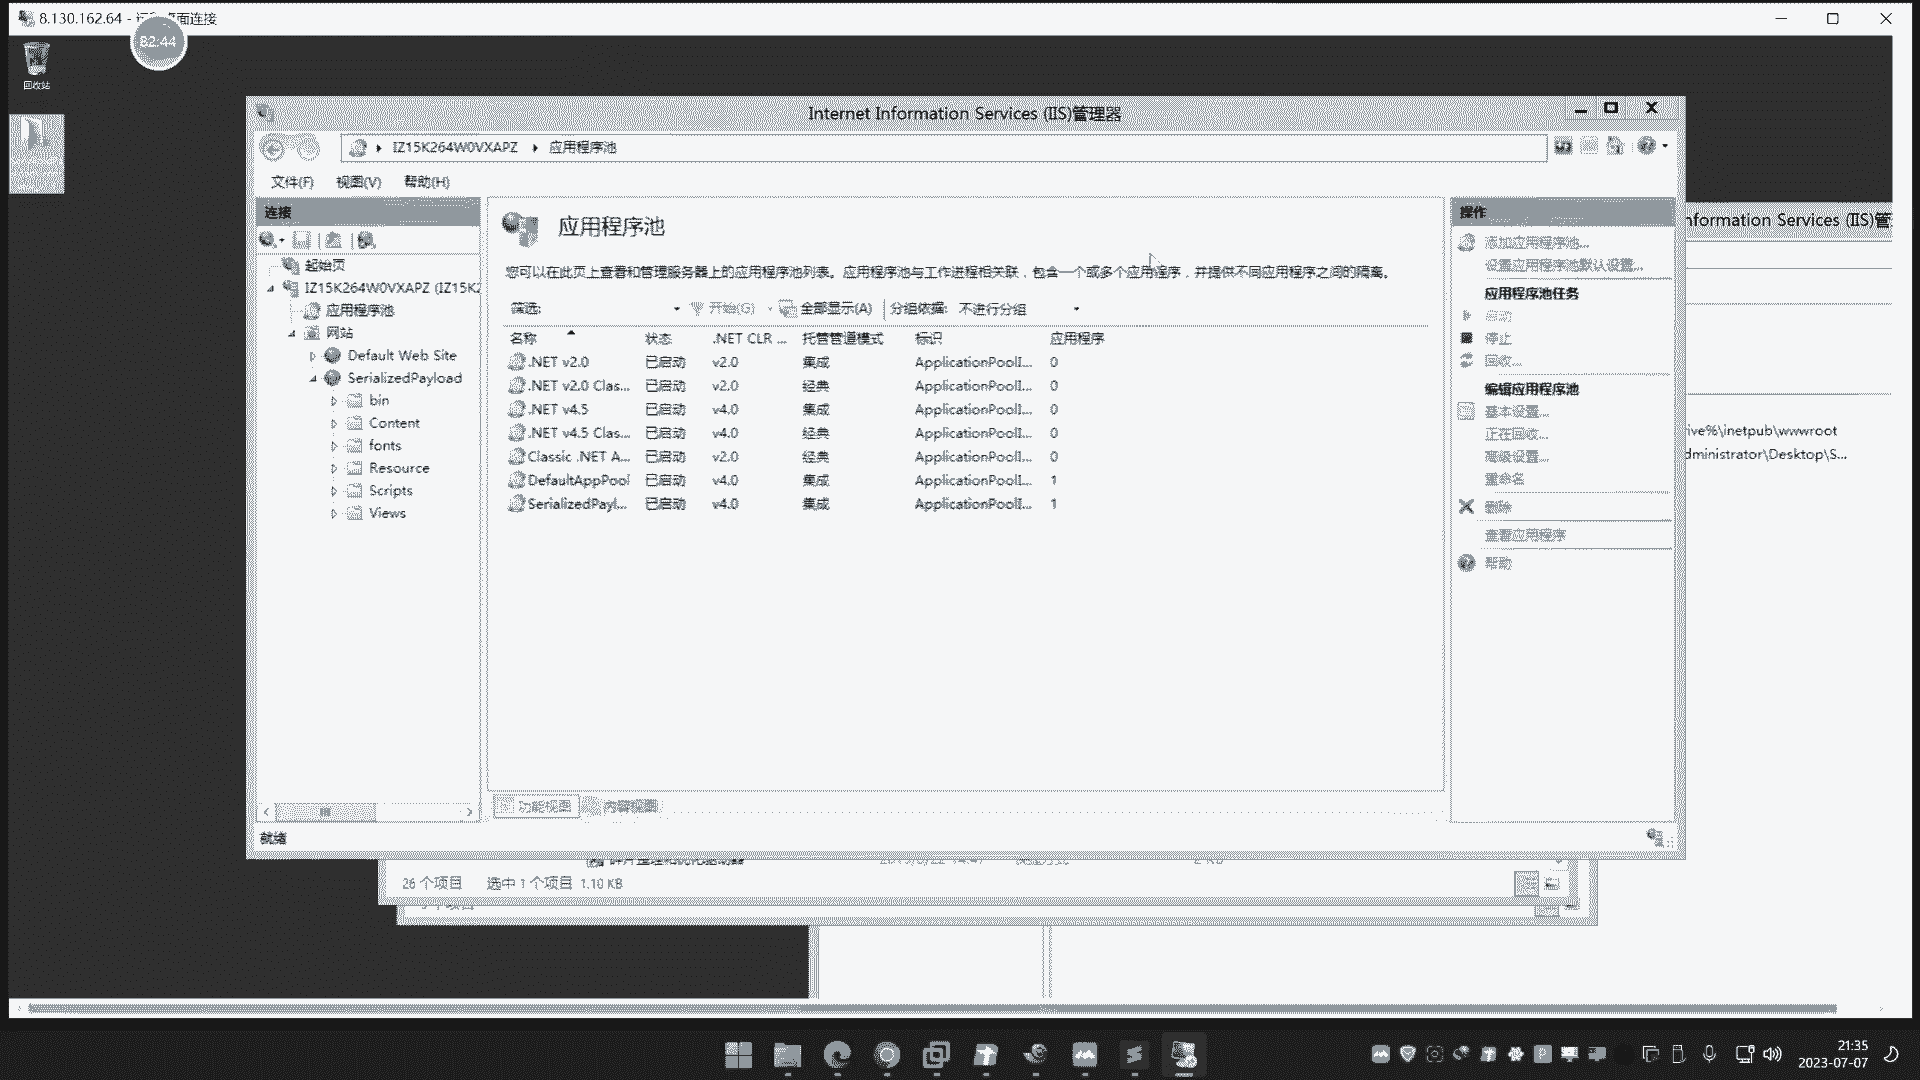 8.130.162.64 - 远程桌面连接
82:44
回收站
Internet Information Services (IIS)管理器
IZ15K264W0VXAPZ
应用程序池
文件(F) 视图(V) 帮助(H)
连接
起始页
IZ15K264W0VXAPZ (IZ15K2
应用程序池
网站
Default Web Site
SerializedPayload
bin
Content
fonts
Resource
Scripts
Views
应用程序池
您可以在此页上查看和管理服务器上的应用程序池列表。应用程序池与工作进程相关联，包含一个或多个应用程序，并提供不同应用程序之间的隔离。
筛选: 开始(G) 全部显示(A) 分组依据: 不进行分组
名称 状态 .NET CLR ... 托管管道模式 标识 应用程序
.NET v2.0 已启动 v2.0 集成 ApplicationPoolI... 0
.NET v2.0 Clas... 已启动 v2.0 经典 ApplicationPoolI... 0
.NET v4.5 已启动 v4.0 集成 ApplicationPoolI... 0
.NET v4.5 Clas... 已启动 v4.0 经典 ApplicationPoolI... 0
Classic .NET A... 已启动 v2.0 经典 ApplicationPoolI... 0
DefaultAppPool 已启动 v4.0 集成 ApplicationPoolI... 1
SerializedPayl... 已启动 v4.0 集成 ApplicationPoolI... 1
功能视图 内容视图
就绪
操作
添加应用程序池...
设置应用程序池默认设置...
应用程序池任务
启动
停止
回收...
编辑应用程序池
基本设置...
正在回收...
高级设置...
重命名
删除
查看应用程序
帮助
nformation Services (IIS)管
ive%\inetpub\wwwroot
dministrator\Desktop\S...
26 个项目 选中 1 个项目 1.10 KB
21:35
2023-07-07